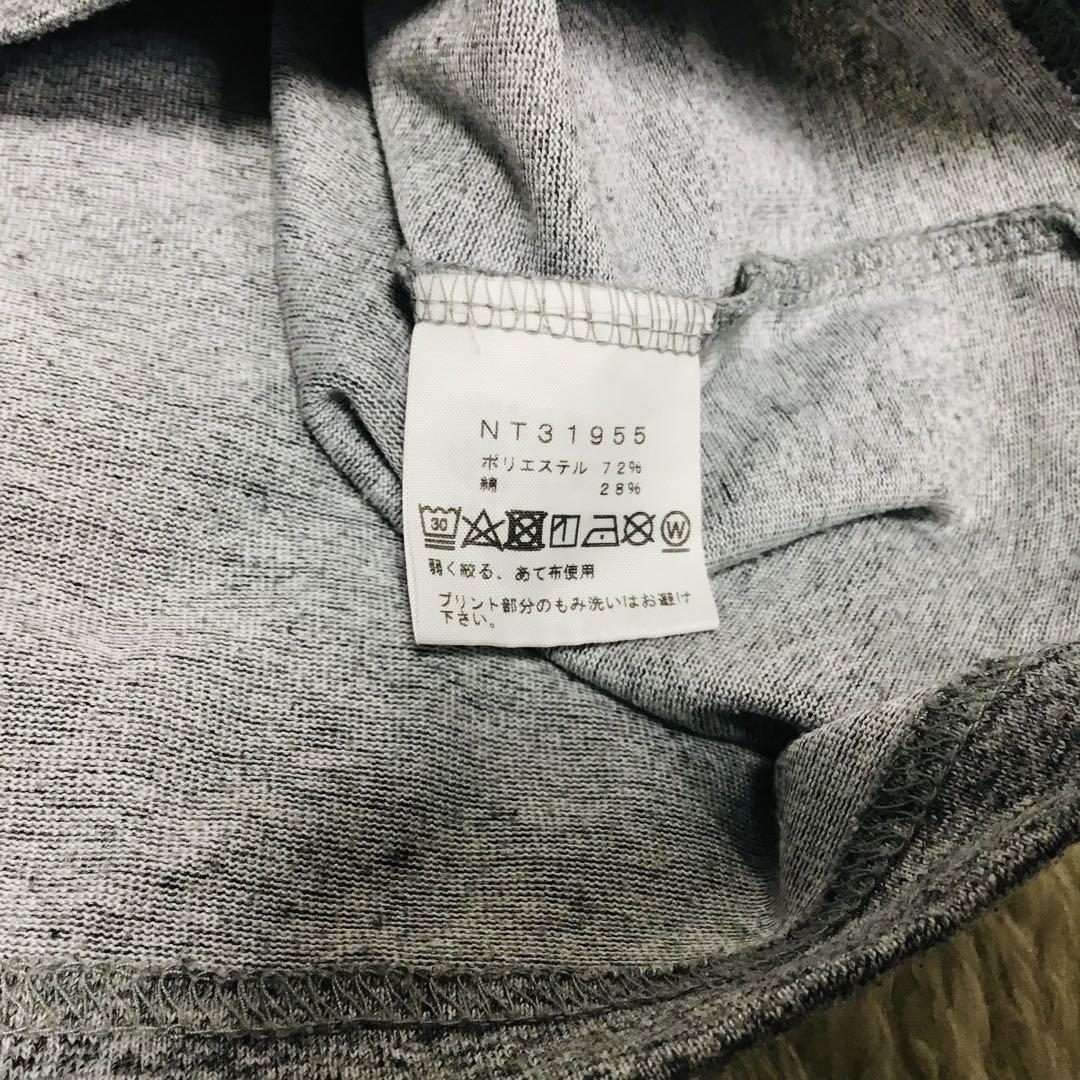 NT31955
ポリエステル 72%
綿 28%
30 W
弱く絞る、あて布使用
プリント部分のもみ洗いはお避け
下さい。